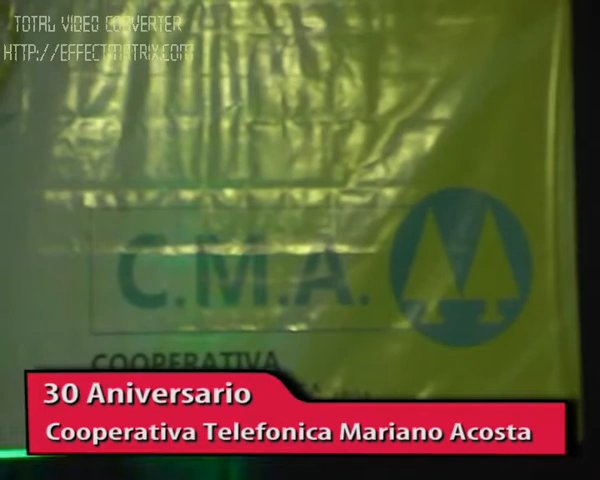 TOTAL VIDEO CONVERTER
HTTP://EFFECTMATRIX.COM
C.M.A.
COOPERATIVA
30 Aniversario
Cooperativa Telefonica Mariano Acosta